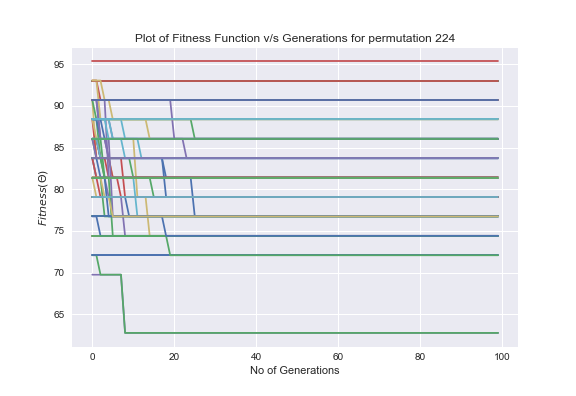 Plot of Fitness Function v/s Generations for permutation 224
95
90
85
80
75
70
65
Fitness(Θ)
0 20 40 60 80 100
No of Generations